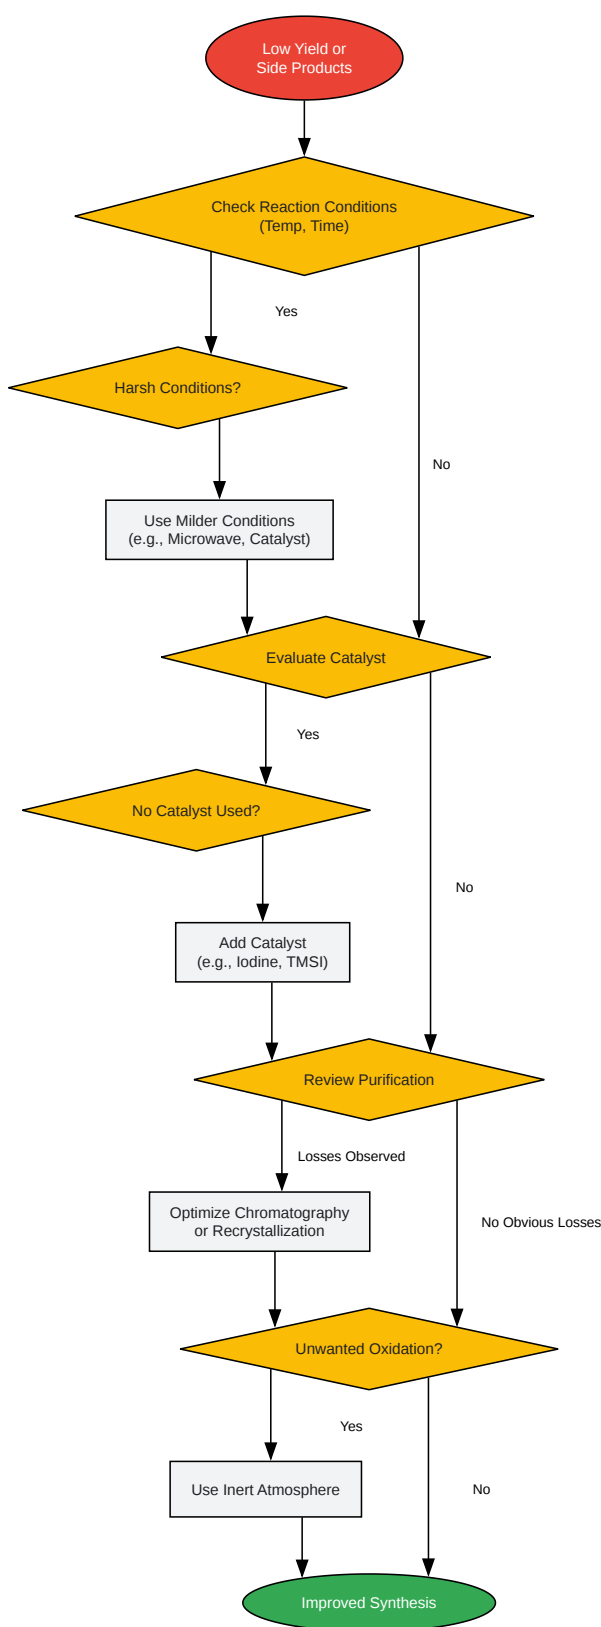 Low Yield or
Side Products
Check Reaction Conditions
(Temp, Time)
Yes
Harsh Conditions?
No
Use Milder Conditions
(e.g., Microwave, Catalyst)
Evaluate Catalyst
Yes
No Catalyst Used?
No
Add Catalyst
(e.g., Iodine, TMSI)
Review Purification
Losses Observed
Optimize Chromatography
or Recrystallization
No Obvious Losses
Unwanted Oxidation?
Yes
Use Inert Atmosphere
No
Improved Synthesis